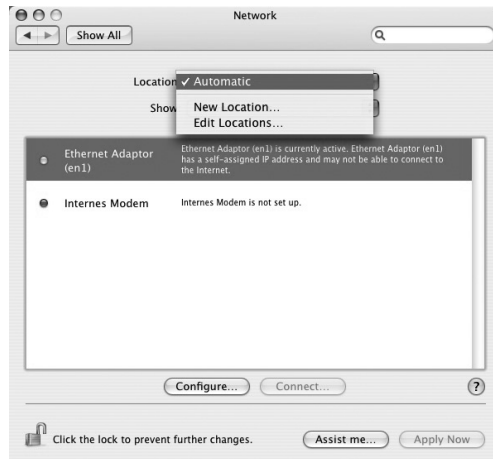 Network
Show All
Location ✓ Automatic
New Location...
Edit Locations...
Show
Ethernet Adaptor
(en1)
Ethernet Adaptor (en1) is currently active. Ethernet Adaptor (en1)
has a self-assigned IP address and may not be able to connect to
the Internet.
Internes Modem
Internes Modem is not set up.
Configure...
Connect...
?
Click the lock to prevent further changes.
Assist me...
Apply Now